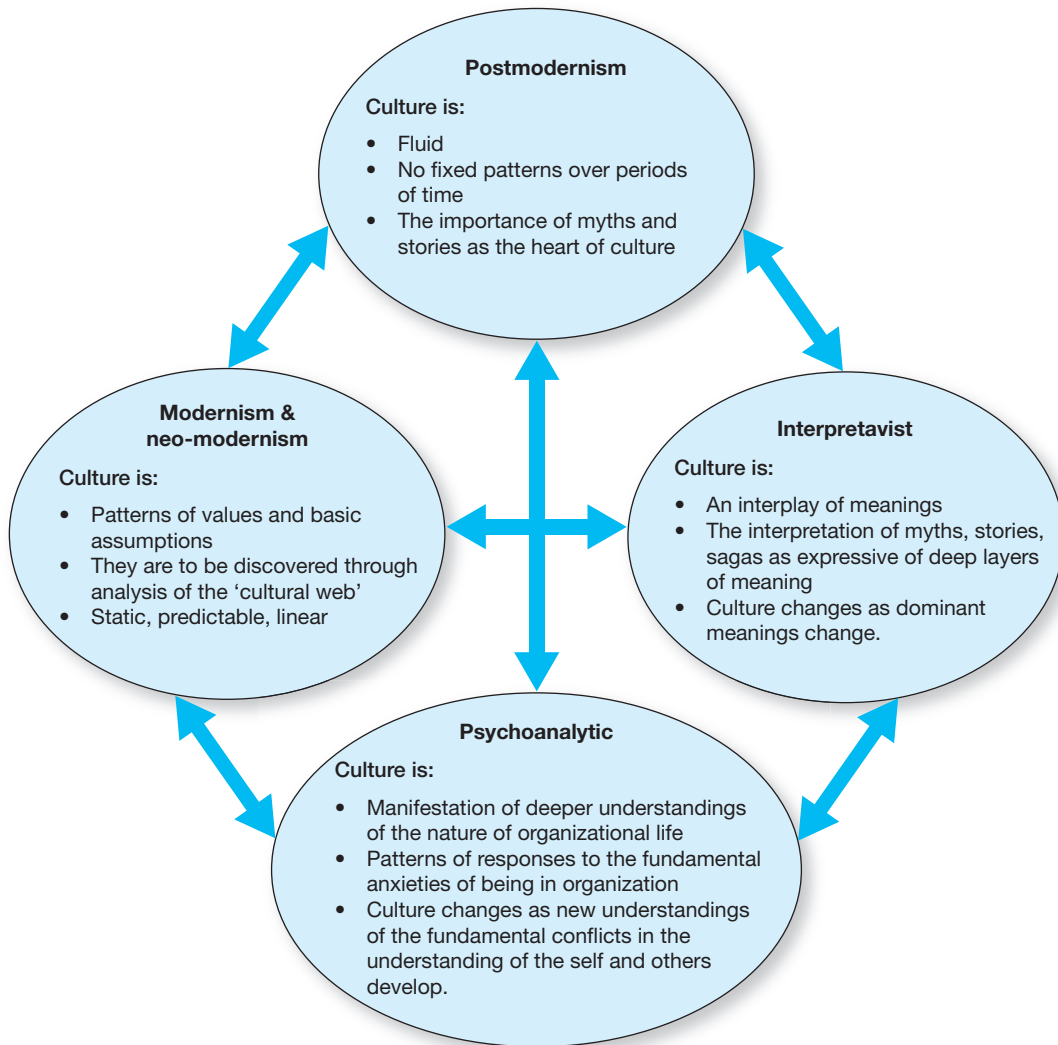 Postmodernism
Culture is:
• Fluid
• No fixed patterns over periods
of time
• The importance of myths and
stories as the heart of culture
Modernism &
neo-modernism
Culture is:
• Patterns of values and basic
assumptions
• They are to be discovered through
analysis of the ‘cultural web’
• Static, predictable, linear
Interpretavist
Culture is:
• An interplay of meanings
• The interpretation of myths, stories,
sagas as expressive of deep layers
of meaning
• Culture changes as dominant
meanings change.
Psychoanalytic
Culture is:
• Manifestation of deeper understandings
of the nature of organizational life
• Patterns of responses to the fundamental
anxieties of being in organization
• Culture changes as new understandings
of the fundamental conflicts in the
understanding of the self and others
develop.